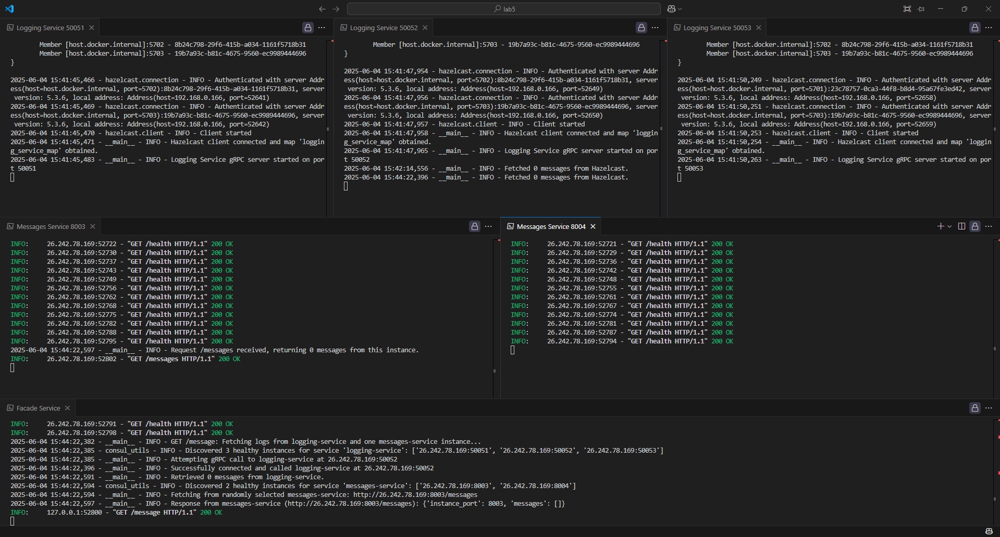 lab5
Logging Service 50051
Member [host.docker.internal]:5702 - 8b24c798-29f6-415b-a034-1161f5718b31
Member [host.docker.internal]:5703 - 19b7a93c-b81c-4675-9560-ec9989444696
}
2025-06-04 15:41:45,466 - hazelcast.connection - INFO - Authenticated with server Addr
ess(host=host.docker.internal, port=5702):8b24c798-29f6-415b-a034-1161f5718b31, server
version: 5.3.6, local address: Address(host=192.168.0.166, port=52641)
2025-06-04 15:41:45,469 - hazelcast.connection - INFO - Authenticated with server Addr
ess(host=host.docker.internal, port=5703):19b7a93c-b81c-4675-9560-ec9989444696, server
version: 5.3.6, local address: Address(host=192.168.0.166, port=52642)
2025-06-04 15:41:45,470 - hazelcast.client - INFO - Client started
2025-06-04 15:41:45,471 - __main__ - INFO - Hazelcast client connected and map 'loggin
g_service_map' obtained.
2025-06-04 15:41:45,483 - __main__ - INFO - Logging Service gRPC server started on por
t 50051
Logging Service 50052
Member [host.docker.internal]:5703 - 19b7a93c-b81c-4675-9560-ec9989444696
}
2025-06-04 15:41:47,954 - hazelcast.connection - INFO - Authenticated with server Addr
ess(host=host.docker.internal, port=5702):8b24c798-29f6-415b-a034-1161f5718b31, server
version: 5.3.6, local address: Address(host=192.168.0.166, port=52649)
2025-06-04 15:41:47,956 - hazelcast.connection - INFO - Authenticated with server Addr
ess(host=host.docker.internal, port=5703):19b7a93c-b81c-4675-9560-ec9989444696, server
version: 5.3.6, local address: Address(host=192.168.0.166, port=52650)
2025-06-04 15:41:47,957 - hazelcast.client - INFO - Client started
2025-06-04 15:41:47,958 - __main__ - INFO - Hazelcast client connected and map 'loggin
g_service_map' obtained.
2025-06-04 15:41:47,965 - __main__ - INFO - Logging Service gRPC server started on por
t 50052
2025-06-04 15:42:14,556 - __main__ - INFO - Fetched 0 messages from Hazelcast.
2025-06-04 15:44:22,396 - __main__ - INFO - Fetched 0 messages from Hazelcast.
Logging Service 50053
Member [host.docker.internal]:5702 - 8b24c798-29f6-415b-a034-1161f5718b31
Member [host.docker.internal]:5703 - 19b7a93c-b81c-4675-9560-ec9989444696
}
2025-06-04 15:41:50,249 - hazelcast.connection - INFO - Authenticated with server Addr
ess(host=host.docker.internal, port=5701):23c78757-0ca3-44f8-b8d4-95a67fe3ed42, server
version: 5.3.6, local address: Address(host=192.168.0.166, port=52658)
2025-06-04 15:41:50,251 - hazelcast.connection - INFO - Authenticated with server Addr
ess(host=host.docker.internal, port=5703):19b7a93c-b81c-4675-9560-ec9989444696, server
version: 5.3.6, local address: Address(host=192.168.0.166, port=52659)
2025-06-04 15:41:50,253 - hazelcast.client - INFO - Client started
2025-06-04 15:41:50,254 - __main__ - INFO - Hazelcast client connected and map 'loggin
g_service_map' obtained.
2025-06-04 15:41:50,263 - __main__ - INFO - Logging Service gRPC server started on por
t 50053
Messages Service 8003
INFO: 26.242.78.169:52722 - "GET /health HTTP/1.1" 200 OK
INFO: 26.242.78.169:52730 - "GET /health HTTP/1.1" 200 OK
INFO: 26.242.78.169:52737 - "GET /health HTTP/1.1" 200 OK
INFO: 26.242.78.169:52743 - "GET /health HTTP/1.1" 200 OK
INFO: 26.242.78.169:52749 - "GET /health HTTP/1.1" 200 OK
INFO: 26.242.78.169:52756 - "GET /health HTTP/1.1" 200 OK
INFO: 26.242.78.169:52762 - "GET /health HTTP/1.1" 200 OK
INFO: 26.242.78.169:52768 - "GET /health HTTP/1.1" 200 OK
INFO: 26.242.78.169:52775 - "GET /health HTTP/1.1" 200 OK
INFO: 26.242.78.169:52782 - "GET /health HTTP/1.1" 200 OK
INFO: 26.242.78.169:52788 - "GET /health HTTP/1.1" 200 OK
INFO: 26.242.78.169:52795 - "GET /health HTTP/1.1" 200 OK
2025-06-04 15:44:22,597 - __main__ - INFO - Request /messages received, returning 0 messages from this instance.
INFO: 26.242.78.169:52802 - "GET /messages HTTP/1.1" 200 OK
Messages Service 8004
INFO: 26.242.78.169:52721 - "GET /health HTTP/1.1" 200 OK
INFO: 26.242.78.169:52729 - "GET /health HTTP/1.1" 200 OK
INFO: 26.242.78.169:52736 - "GET /health HTTP/1.1" 200 OK
INFO: 26.242.78.169:52742 - "GET /health HTTP/1.1" 200 OK
INFO: 26.242.78.169:52748 - "GET /health HTTP/1.1" 200 OK
INFO: 26.242.78.169:52755 - "GET /health HTTP/1.1" 200 OK
INFO: 26.242.78.169:52761 - "GET /health HTTP/1.1" 200 OK
INFO: 26.242.78.169:52767 - "GET /health HTTP/1.1" 200 OK
INFO: 26.242.78.169:52774 - "GET /health HTTP/1.1" 200 OK
INFO: 26.242.78.169:52781 - "GET /health HTTP/1.1" 200 OK
INFO: 26.242.78.169:52787 - "GET /health HTTP/1.1" 200 OK
INFO: 26.242.78.169:52794 - "GET /health HTTP/1.1" 200 OK
Facade Service
INFO: 26.242.78.169:52791 - "GET /health HTTP/1.1" 200 OK
INFO: 26.242.78.169:52798 - "GET /health HTTP/1.1" 200 OK
2025-06-04 15:44:22,382 - __main__ - INFO - GET /message: Fetching logs from logging-service and one messages-service instance...
2025-06-04 15:44:22,385 - consul_utils - INFO - Discovered 3 healthy instances for service 'logging-service': ['26.242.78.169:50051', '26.242.78.169:50052', '26.242.78.169:50053']
2025-06-04 15:44:22,385 - __main__ - INFO - Attempting gRPC call to logging-service at 26.242.78.169:50052
2025-06-04 15:44:22,396 - __main__ - INFO - Successfully connected and called logging-service at 26.242.78.169:50052
2025-06-04 15:44:22,591 - __main__ - INFO - Retrieved 0 messages from logging-service.
2025-06-04 15:44:22,594 - consul_utils - INFO - Discovered 2 healthy instances for service 'messages-service': ['26.242.78.169:8003', '26.242.78.169:8004']
2025-06-04 15:44:22,594 - __main__ - INFO - Fetching from randomly selected messages-service: http://26.242.78.169:8003/messages
2025-06-04 15:44:22,597 - __main__ - INFO - Response from messages-service (http://26.242.78.169:8003/messages): {'instance_port': 8003, 'messages': []}
INFO: 127.0.0.1:52800 - "GET /message HTTP/1.1" 200 OK